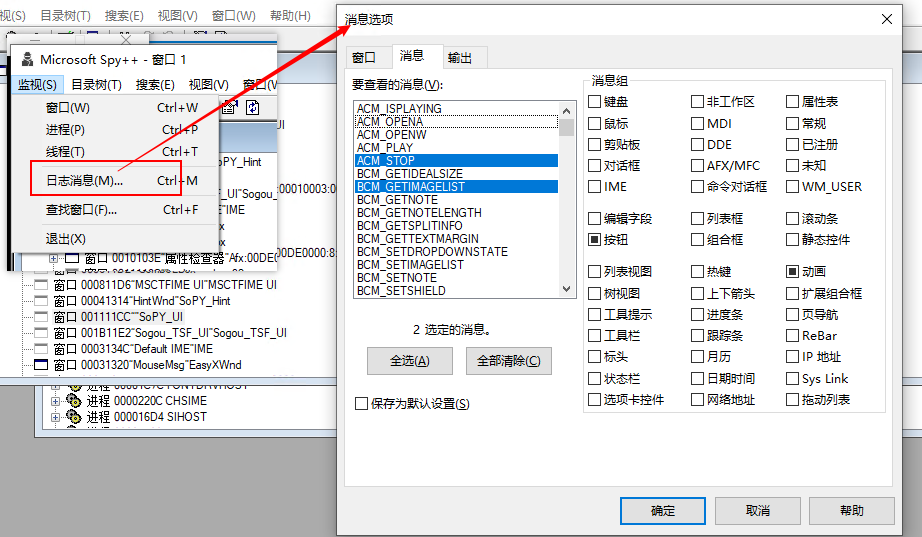 视(S) 目录树(T) 搜索(E) 视图(V) 窗口(W) 帮助(H)
Microsoft Spy++ - 窗口 1
监视(S) 目录树(T) 搜索(E) 视图(V) 窗口(W
窗口(W) Ctrl+W
进程(P) Ctrl+P
线程(T) Ctrl+T
日志消息(M)... Ctrl+M
查找窗口(F)... Ctrl+F
退出(X)
UI
soPY_Hint
_UI"Sogou_
:00010003:0
IME"IME
窗口 0010103E"属性检查器"Afx:00DE(00DE0000:8:
窗口 000811D6"MSCTFIME UI"MSCTFIME UI
窗口 00041314"HintWnd"SoPY_Hint
窗口 001111CC""SoPY_UI
窗口 001B11E2"Sogou_TSF_UI"Sogou_TSF_UI
窗口 0003134C"Default IME"IME
窗口 00031320"MouseMsg"EasyXWnd
进程 0000220C CHSIME
进程 000016D4 SIHOST
消息选项
窗口 消息 输出
要查看的消息(V):
ACM_ISPLAYING
ACM_OPENA
ACM_OPENW
ACM_PLAY
ACM_STOP
BCM_GETIDEALSIZE
BCM_GETIMAGELIST
BCM_GETNOTE
BCM_GETNOTELENGTH
BCM_GETSPLITINFO
BCM_GETTEXTMARGIN
BCM_SETDROPDOWNSTATE
BCM_SETIMAGELIST
BCM_SETNOTE
BCM_SETSHIELD
2 选定的消息。
全选(A) 全部清除(C)
保存为默认设置(S)
消息组
键盘 非工作区 属性表
鼠标 MDI 常规
剪贴板 DDE 已注册
对话框 AFX/MFC 未知
IME 命令对话框 WM_USER
编辑字段 列表框 滚动条
按钮 组合框 静态控件
列表视图 热键 动画
树视图 上下箭头 扩展组合框
工具提示 进度条 页导航
工具栏 跟踪条 ReBar
标头 月历 IP 地址
状态栏 日期时间 Sys Link
选项卡控件 网络地址 拖动列表
确定 取消 帮助